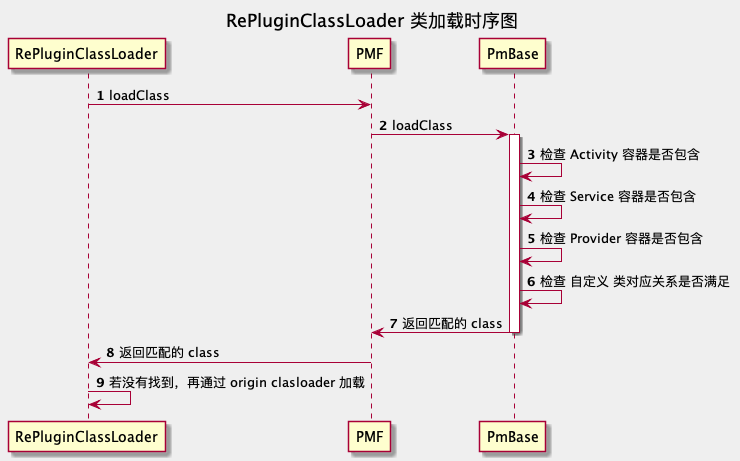 RePluginClassLoader 类加载时序图
RePluginClassLoader
PMF
PmBase
1 loadClass
2 loadClass
3 检查 Activity 容器是否包含
4 检查 Service 容器是否包含
5 检查 Provider 容器是否包含
6 检查 自定义 类对应关系是否满足
7 返回匹配的 class
8 返回匹配的 class
9 若没有找到，再通过 origin clasloader 加载
RePluginClassLoader
PMF
PmBase